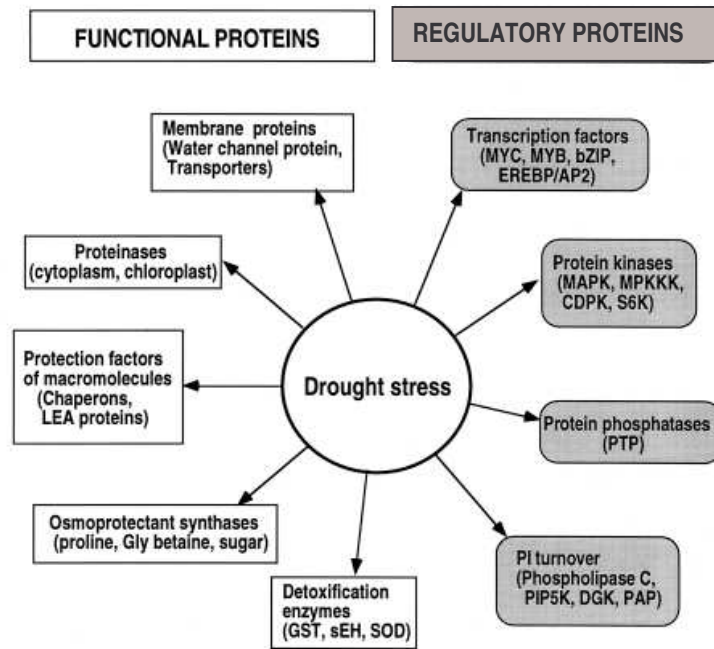 FUNCTIONAL PROTEINS
REGULATORY PROTEINS
Membrane proteins
(Water channel protein,
Transporters)
Transcription factors
(MYC, MYB, bZIP,
EREBP/AP2)
Proteinases
(cytoplasm, chloroplast)
Protein kinases
(MAPK, MPKKK,
CDPK, S6K)
Protection factors
of macromolecules
(Chaperons,
LEA proteins)
Drought stress
Protein phosphatases
(PTP)
Osmoprotectant synthases
(proline, Gly betaine, sugar)
Detoxification
enzymes
(GST, sEH, SOD)
PI turnover
(Phospholipase C,
PIP5K, DGK, PAP)